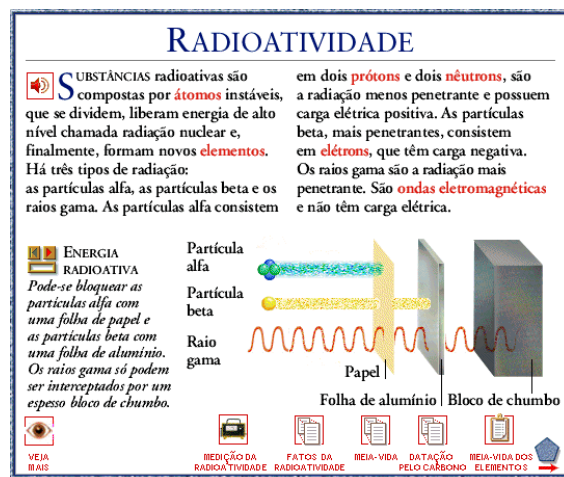 RADIOATIVIDADE
SUBSTÂNCIAS radioativas são
compostas por átomos instáveis,
que se dividem, liberam energia de alto
nível chamada radiação nuclear e,
finalmente, formam novos elementos.
Há três tipos de radiação:
as partículas alfa, as partículas beta e os
raios gama. As partículas alfa consistem
em dois prótons e dois nêutrons, são
a radiação menos penetrante e possuem
carga elétrica positiva. As partículas
beta, mais penetrantes, consistem
em elétrons, que têm carga negativa.
Os raios gama são a radiação mais
penetrante. São ondas eletromagnéticas
e não têm carga elétrica.
ENERGIA
RADIOATIVA
Pode-se bloquear as
partículas alfa com
uma folha de papel e
as partículas beta com
uma folha de alumínio.
Os raios gama só podem
ser interceptados por um
espesso bloco de chumbo.
Partícula
alfa
Partícula
beta
Raio
gama
Papel
Folha de alumínio
Bloco de chumbo
VEJA
MAIS
MEDIÇÃO DA
RADIOATIVIDADE
FATOS DA
RADIOATIVIDADE
MEIA-VIDA
DATAÇÃO
PELO CARBONO
MEIA-VIDA DOS
ELEMENTOS